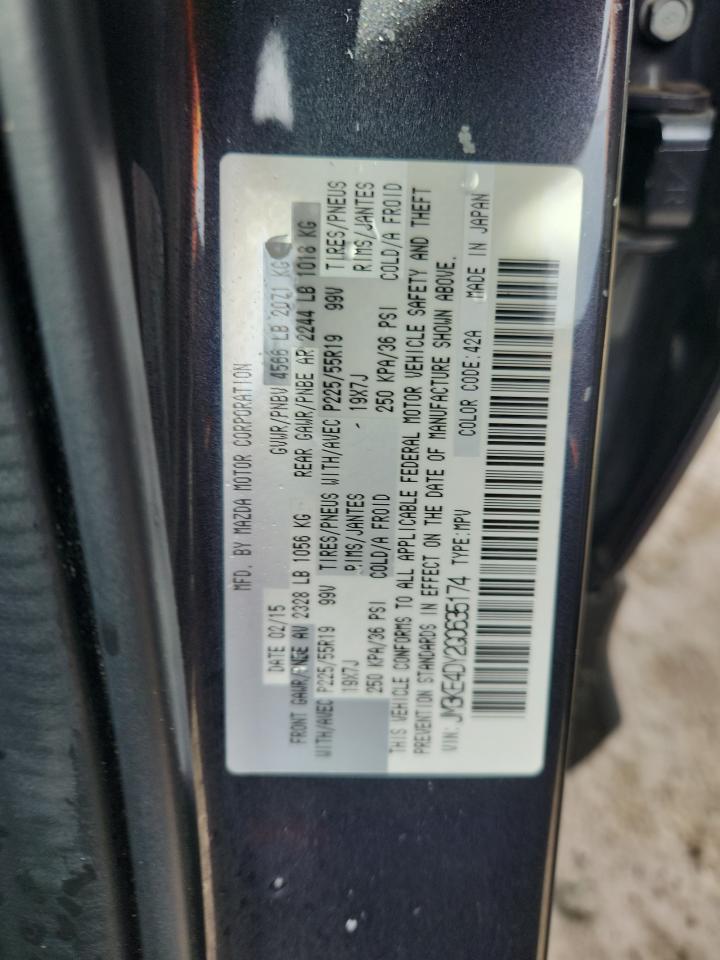 MFD. BY MAZDA MOTOR CORPORATION
DATE 02/15 GVWR/PNBV 4566 LB 2071 KG
FRONT GAWR/PNBE AV 2328 LB 1056 KG REAR GAWR/PNBE AR 2244 LB 1018 KG
WITH/AVEC P225/55R19 99V TIRES/PNEUS WITH/AVEC P225/55R19 99V TIRES/PNEUS
19X7J RIMS/JANTES 19X7J RIMS/JANTES
250 KPA/36 PSI COLD/A FROID 250 KPA/36 PSI COLD/A FROID
THIS VEHICLE CONFORMS TO ALL APPLICABLE FEDERAL MOTOR VEHICLE SAFETY AND THEFT
PREVENTION STANDARDS IN EFFECT ON THE DATE OF MANUFACTURE SHOWN ABOVE.
VIN: JM3KE4DY2G0635174 TYPE:MPV COLOR CODE:42A MADE IN JAPAN